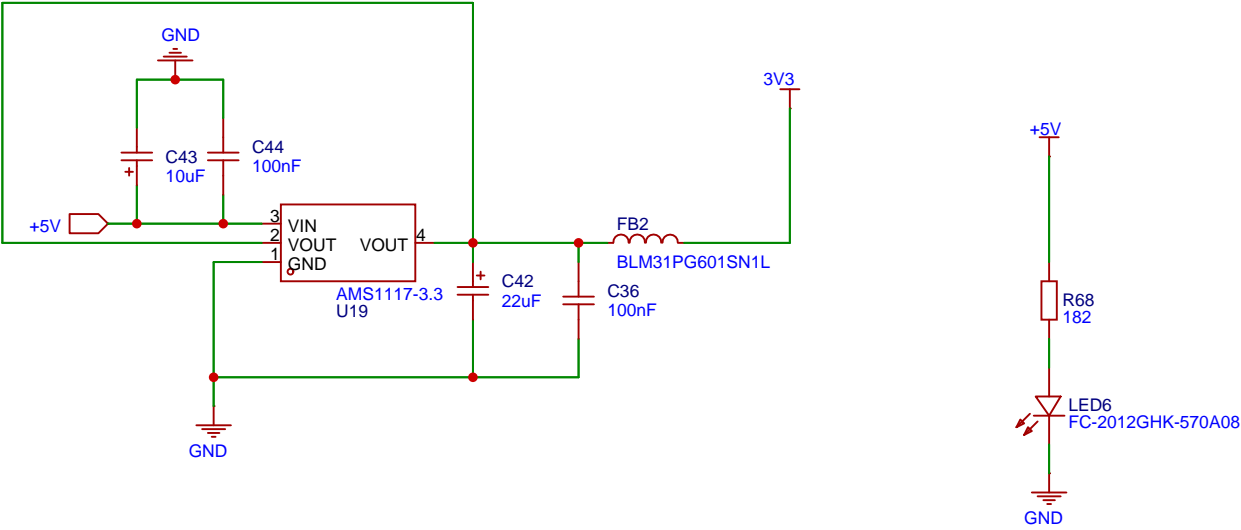 GND
3V3
+5V
C43
10uF
+
C44
100nF
+5V
3
VIN
2
VOUT
1
GND
VOUT
4
AMS1117-3.3
U19
+
C42
22uF
C36
100nF
FB2
BLM31PG601SN1L
GND
R68
182
LED6
FC-2012GHK-570A08
GND